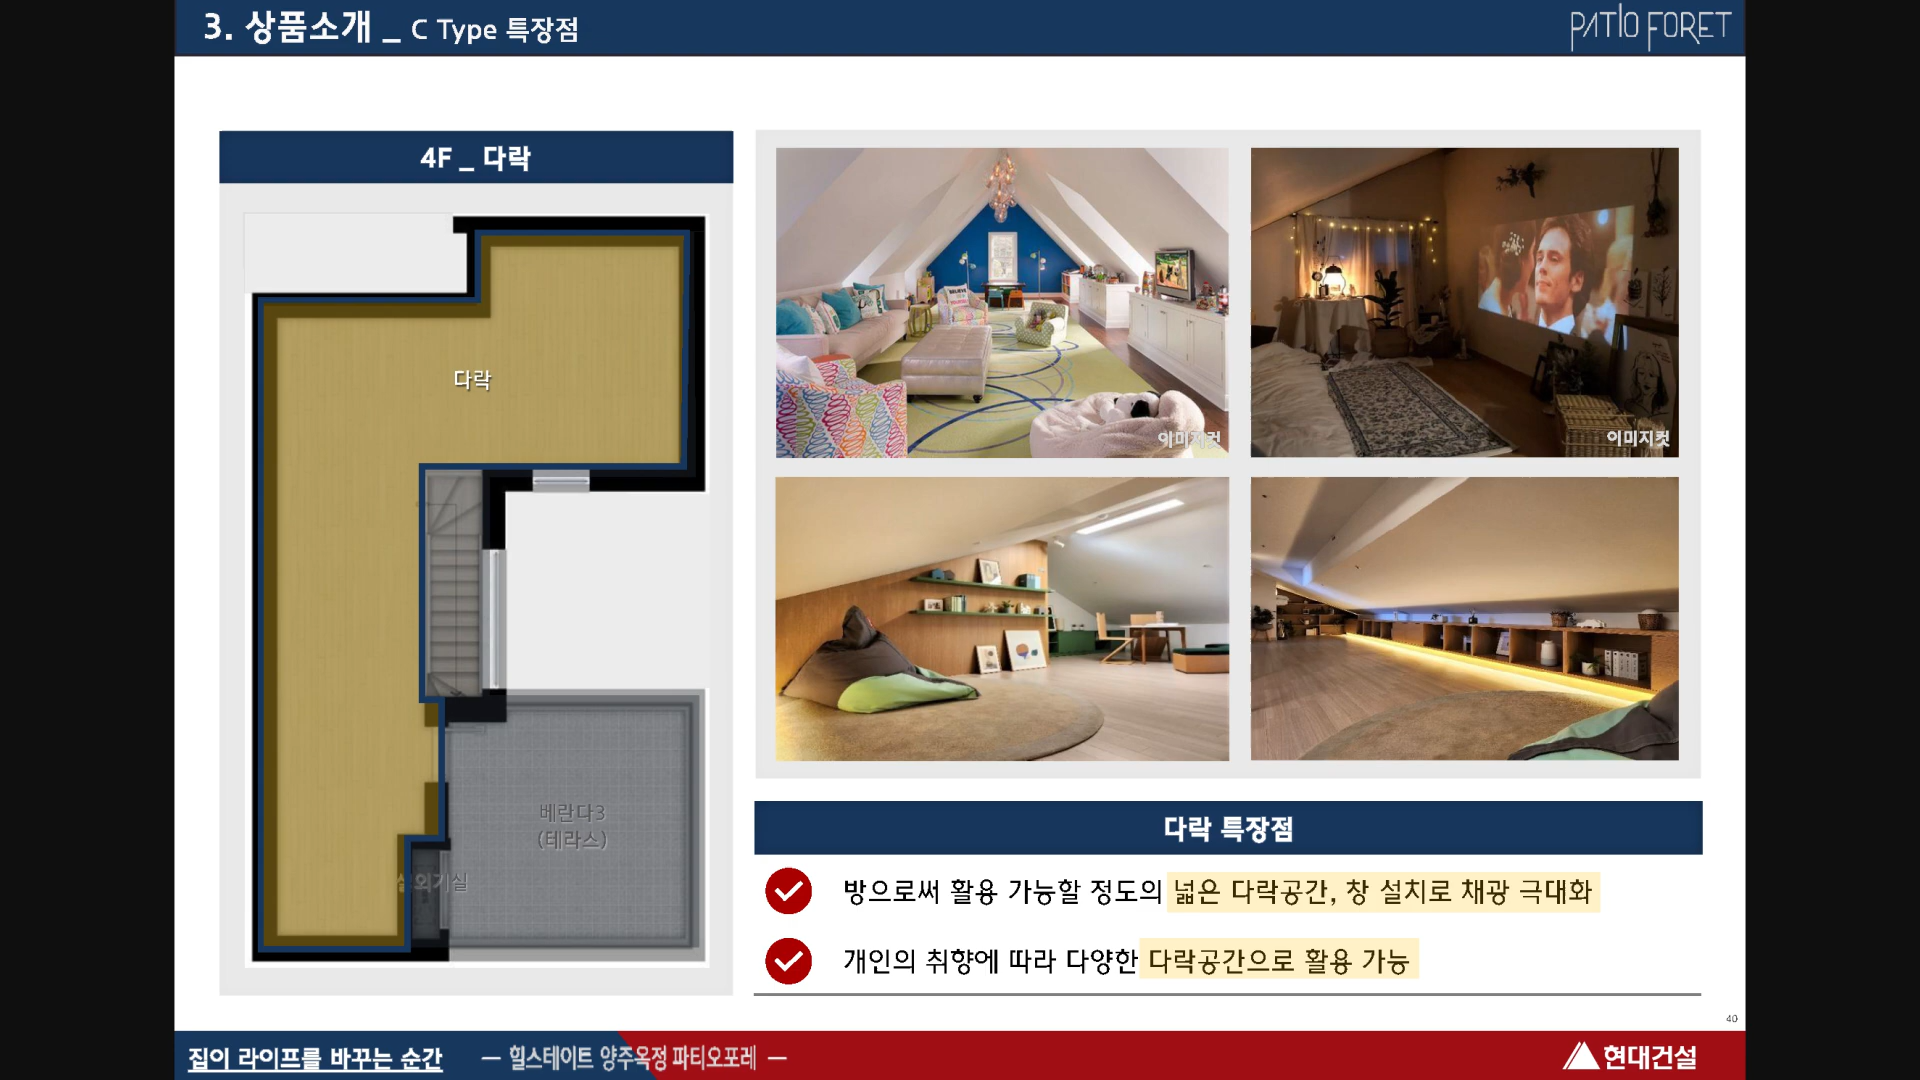 3. 상품소개 _ C Type 특장점
PATIO FORET
4F _ 다락
다락
베란다3
(테라스)
실외기실
이미지컷
이미지컷
다락 특장점
방으로써 활용 가능할 정도의 넓은 다락공간, 창 설치로 채광 극대화
개인의 취향에 따라 다양한 다락공간으로 활용 가능
40
집이 라이프를 바꾸는 순간
— 힐스테이트 양주옥정 파티오포레 —
현대건설